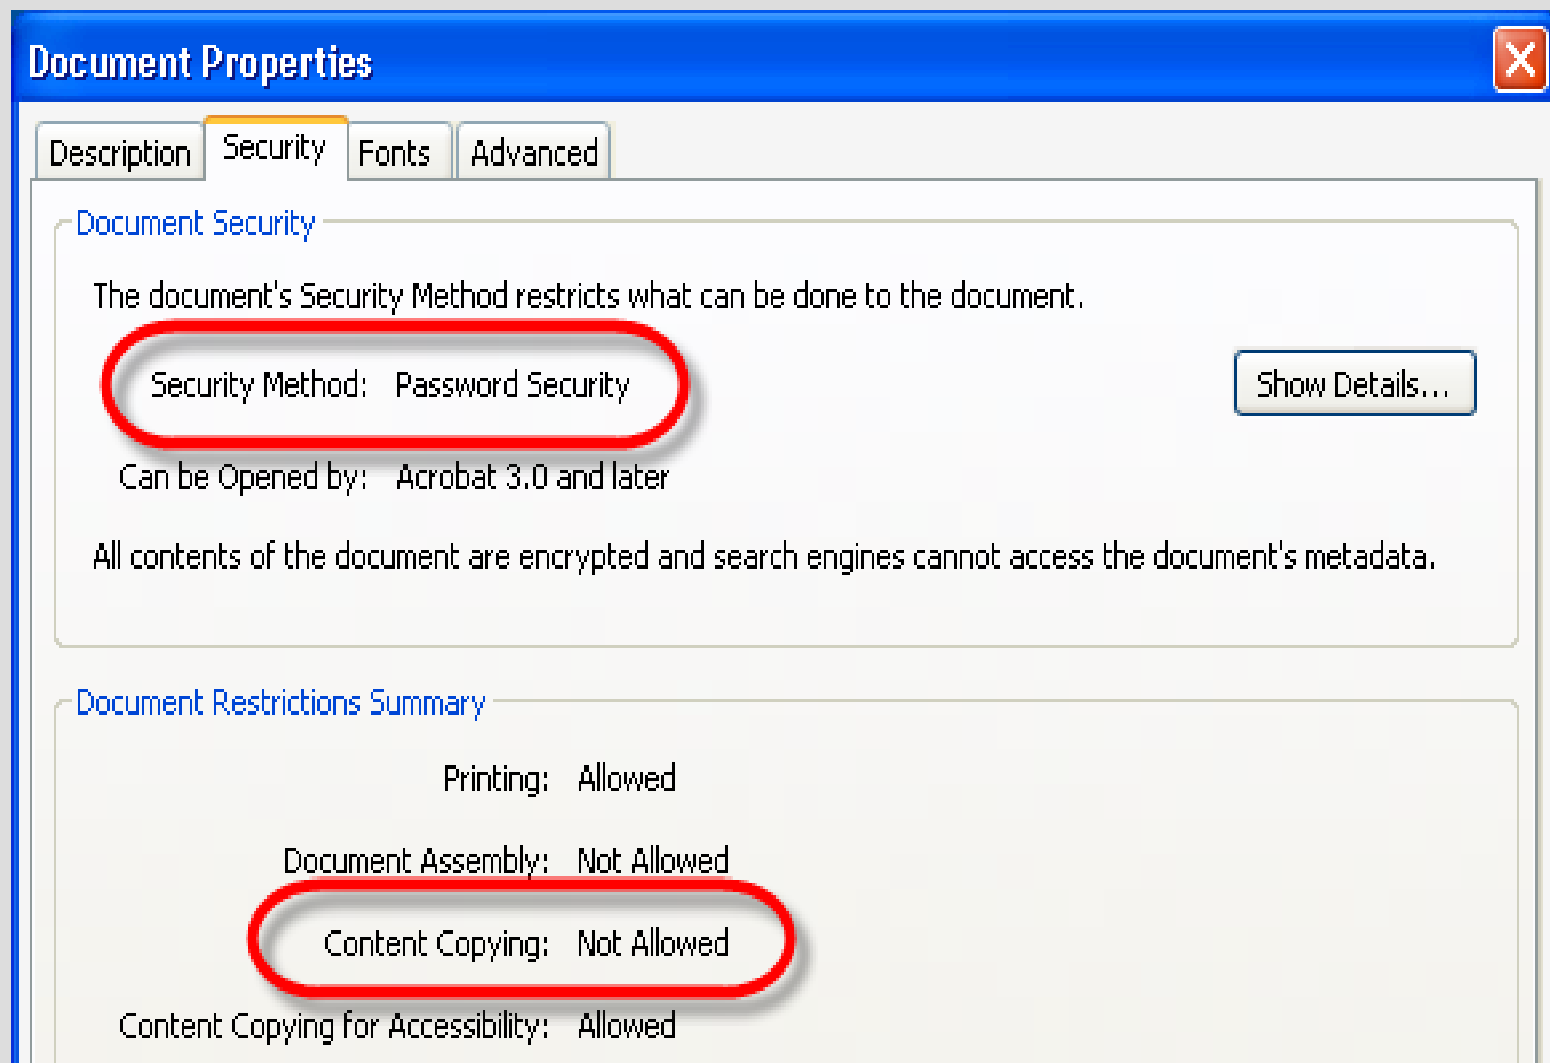 Document Properties
Description Security Fonts Advanced
Document Security
The document's Security Method restricts what can be done to the document.
Security Method: Password Security Show Details...
Can be Opened by: Acrobat 3.0 and later
All contents of the document are encrypted and search engines cannot access the document's metadata.
Document Restrictions Summary
Printing: Allowed
Document Assembly: Not Allowed
Content Copying: Not Allowed
Content Copying for Accessibility: Allowed